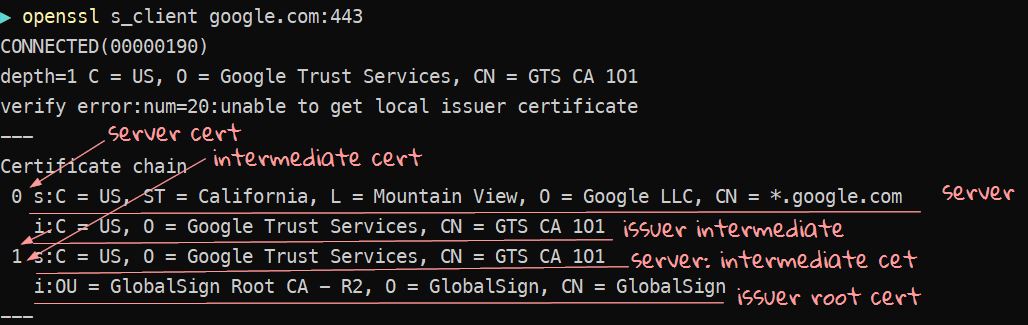 ▶ openssl s_client google.com:443
CONNECTED(00000190)
depth=1 C = US, O = Google Trust Services, CN = GTS CA 1O1
verify error:num=20:unable to get local issuer certificate
---
server cert
intermediate cert
Certificate chain
0 s:C = US, ST = California, L = Mountain View, O = Google LLC, CN = *.google.com server
i:C = US, O = Google Trust Services, CN = GTS CA 1O1 issuer intermediate
1 s:C = US, O = Google Trust Services, CN = GTS CA 1O1 server: intermediate cet
i:OU = GlobalSign Root CA - R2, O = GlobalSign, CN = GlobalSign issuer root cert
---